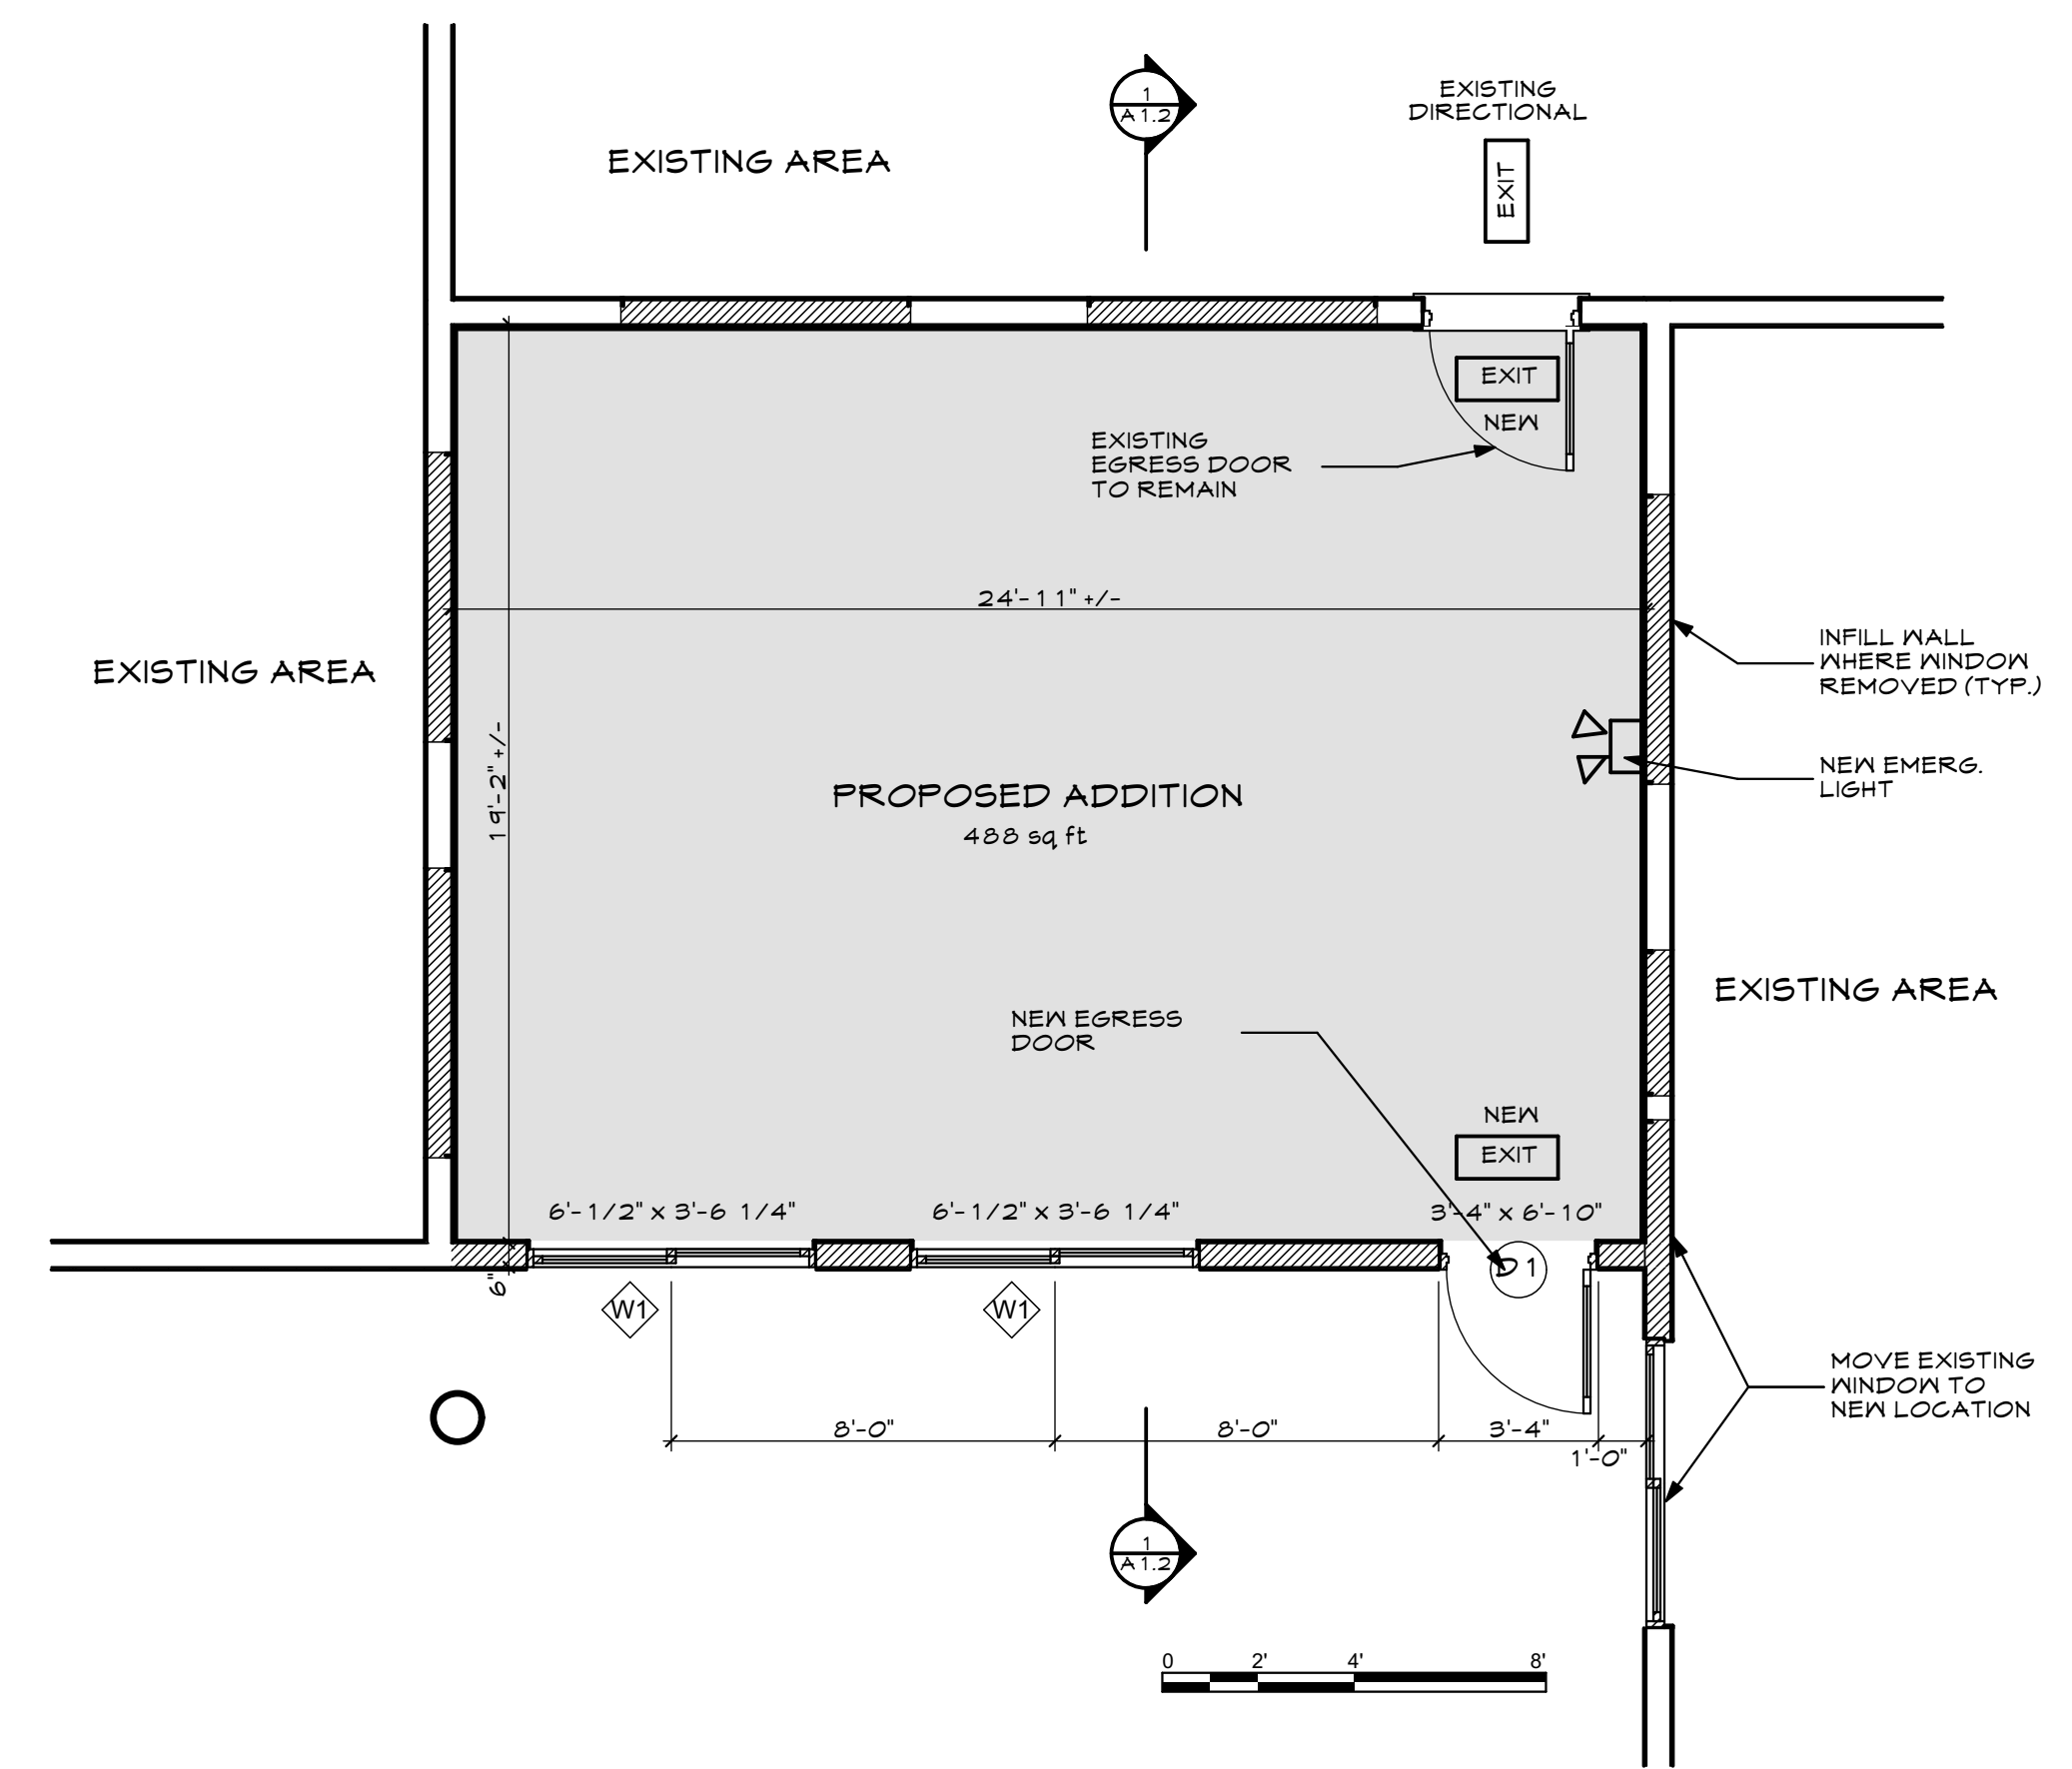 EXISTING
DIRECTIONAL
1
A1.2
EXISTING AREA
EXIT
EXIT
NEW
EXISTING
EGRESS DOOR
TO REMAIN
24'-11" +/-
INFILL WALL
WHERE WINDOW
REMOVED (TYP.)
EXISTING AREA
19'-2" +/-
NEW EMERG.
LIGHT
PROPOSED ADDITION
488 sq ft
EXISTING AREA
NEW EGRESS
DOOR
NEW
EXIT
6'-1/2" x 3'-6 1/4"
6'-1/2" x 3'-6 1/4"
3'-4" x 6'-10"
6"
D1
W1
W1
MOVE EXISTING
WINDOW TO
NEW LOCATION
8'-0"
8'-0"
3'-4"
1'-0"
1
A1.2
0 2' 4' 8'